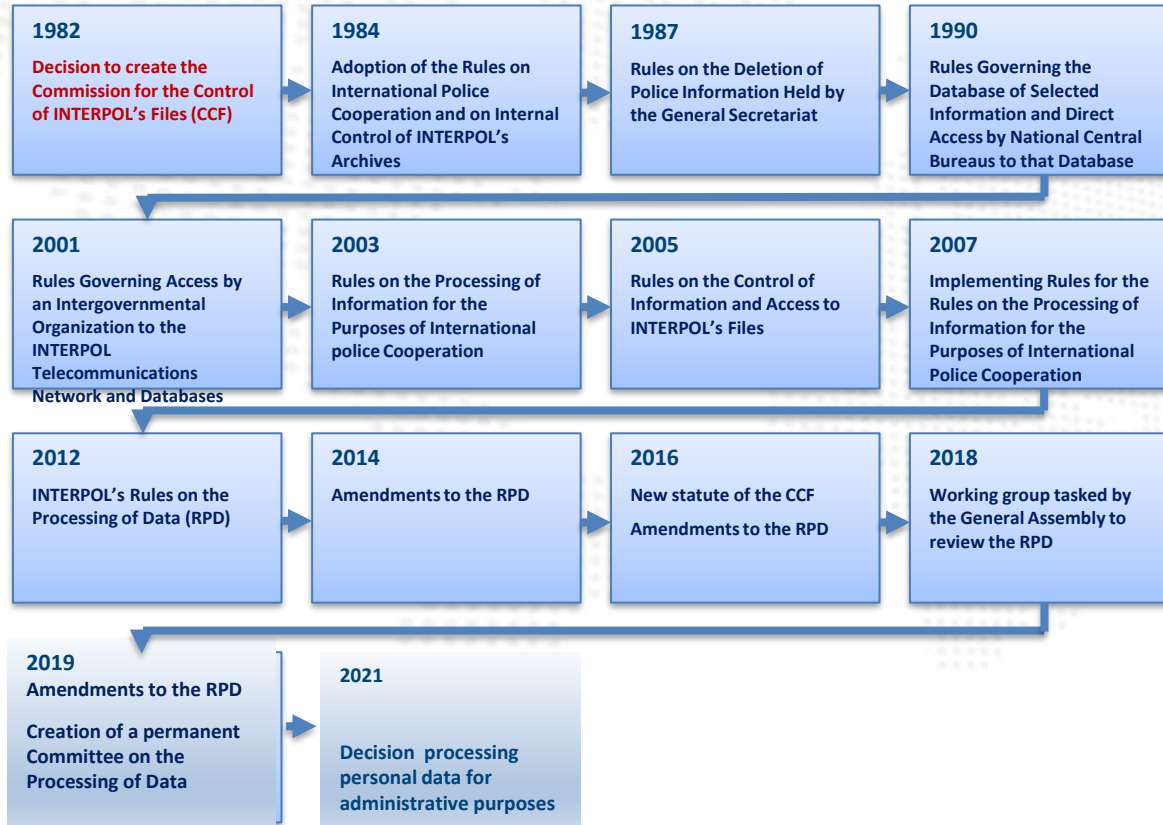 1982
Decision to create the
Commission for the Control
of INTERPOL's Files (CCF)
1984
Adoption of the Rules on
International Police
Cooperation and on Internal
Control of INTERPOL's
Archives
1987
Rules on the Deletion of
Police Information Held by
the General Secretariat
1990
Rules Governing the
Database of Selected
Information and Direct
Access by National Central
Bureaus to that Database
2001
Rules Governing Access by
an Intergovernmental
Organization to the
INTERPOL
Telecommunications
Network and Databases
2003
Rules on the Processing of
Information for the
Purposes of International
police Cooperation
2005
Rules on the Control of
Information and Access to
INTERPOL's Files
2007
Implementing Rules for the
Rules on the Processing of
Information for the
Purposes of International
Police Cooperation
2012
INTERPOL's Rules on the
Processing of Data (RPD)
2014
Amendments to the RPD
2016
New statute of the CCF
Amendments to the RPD
2018
Working group tasked by
the General Assembly to
review the RPD
2019
Amendments to the RPD
Creation of a permanent
Committee on the
Processing of Data
2021
Decision processing
personal data for
administrative purposes